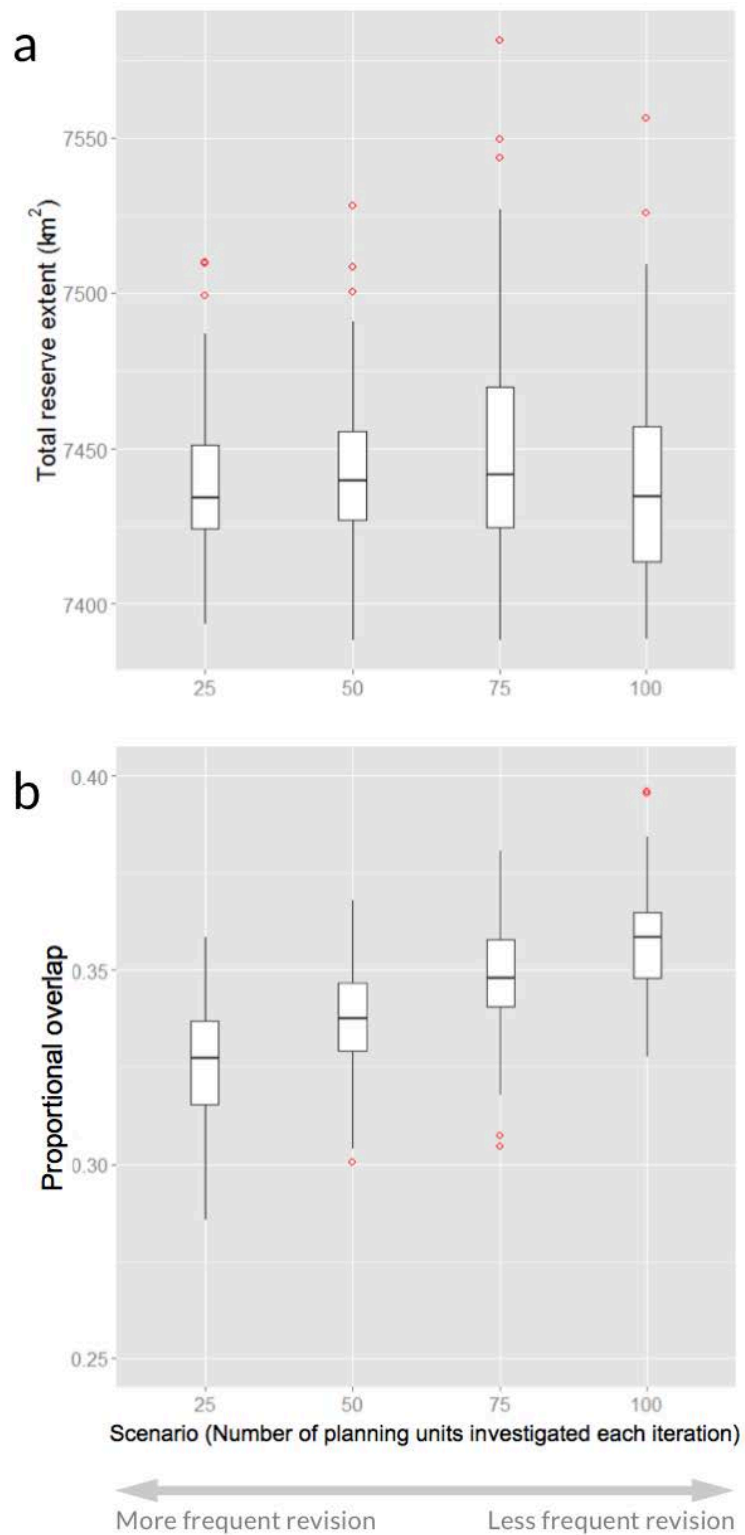 a
Total reserve extent (km²)
7550
7500
7450
7400
25 50 75 100
b
Proportional overlap
0.40
0.35
0.30
0.25
25 50 75 100
Scenario (Number of planning units investigated each iteration)
More frequent revision Less frequent revision